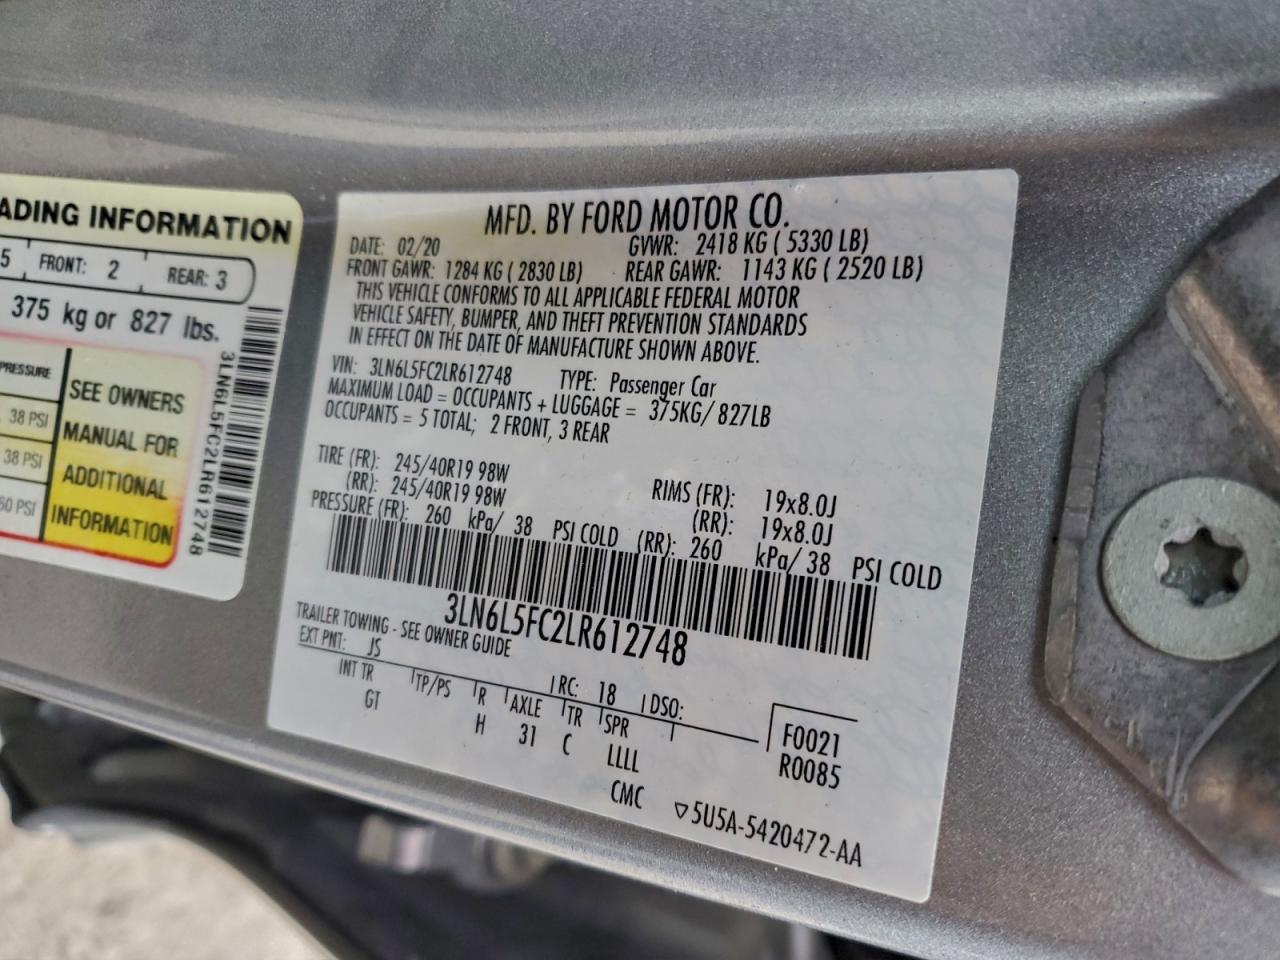 ADING INFORMATION
5 FRONT: 2 REAR: 3
375 kg or 827 lbs.
PRESSURE
38 PSI
38 PSI
60 PSI
SEE OWNERS
MANUAL FOR
ADDITIONAL
INFORMATION
3LN6L5FC2LR612748
MFD. BY FORD MOTOR CO.
DATE: 02/20 GVWR: 2418 KG ( 5330 LB)
FRONT GAWR: 1284 KG ( 2830 LB) REAR GAWR: 1143 KG ( 2520 LB)
THIS VEHICLE CONFORMS TO ALL APPLICABLE FEDERAL MOTOR
VEHICLE SAFETY, BUMPER, AND THEFT PREVENTION STANDARDS
IN EFFECT ON THE DATE OF MANUFACTURE SHOWN ABOVE.
VIN: 3LN6L5FC2LR612748 TYPE: Passenger Car
MAXIMUM LOAD = OCCUPANTS + LUGGAGE = 375KG/ 827LB
OCCUPANTS = 5 TOTAL; 2 FRONT, 3 REAR
TIRE (FR): 245/40R19 98W RIMS (FR): 19x8.0J
(RR): 245/40R19 98W (RR): 19x8.0J
PRESSURE (FR): 260 kPa/ 38 PSI COLD (RR): 260 kPa/ 38 PSI COLD
3LN6L5FC2LR612748
TRAILER TOWING - SEE OWNER GUIDE
EXT PNT: JS RC: 18 DSO:
INT TR TP/PS R AXLE TR SPR
GT H 31 C LLLL
CMC
F0021
R0085
▽5U5A-5420472-AA